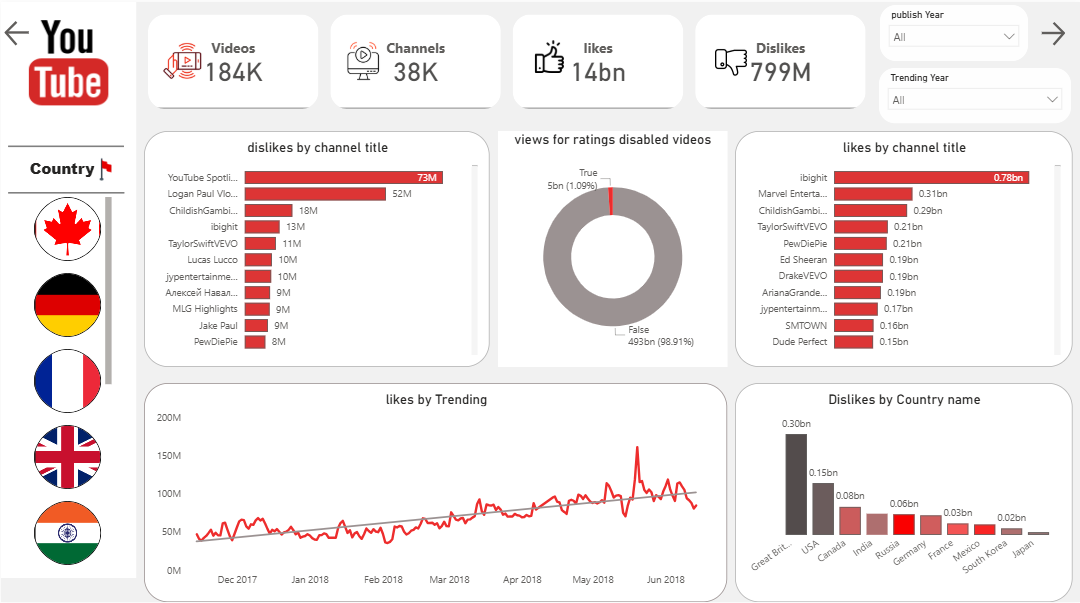 You
Tube
Videos
184K
Channels
38K
likes
14bn
Dislikes
799M
publish Year
All
Trending Year
All
Country
dislikes by channel title
YouTube Spotli... 73M
Logan Paul Vlo... 52M
ChildishGambi... 18M
ibighit 13M
TaylorSwiftVEVO 11M
Lucas Lucco 10M
jypentertainme... 10M
Алексей Навал... 9M
MLG Highlights 9M
Jake Paul 9M
PewDiePie 8M
views for ratings disabled videos
True
5bn (1.09%)
False
493bn (98.91%)
likes by channel title
ibighit 0.78bn
Marvel Enterta... 0.31bn
ChildishGambi... 0.29bn
TaylorSwiftVEVO 0.21bn
PewDiePie 0.21bn
Ed Sheeran 0.19bn
DrakeVEVO 0.19bn
ArianaGrande... 0.19bn
jypentertainm... 0.17bn
SMTOWN 0.16bn
Dude Perfect 0.15bn
likes by Trending
200M
150M
100M
50M
0M
Dec 2017 Jan 2018 Feb 2018 Mar 2018 Apr 2018 May 2018 Jun 2018
Dislikes by Country name
0.30bn
0.15bn
0.08bn
0.06bn
0.03bn
0.02bn
Great Brit... USA Canada India Russia Germany France Mexico South Korea Japan